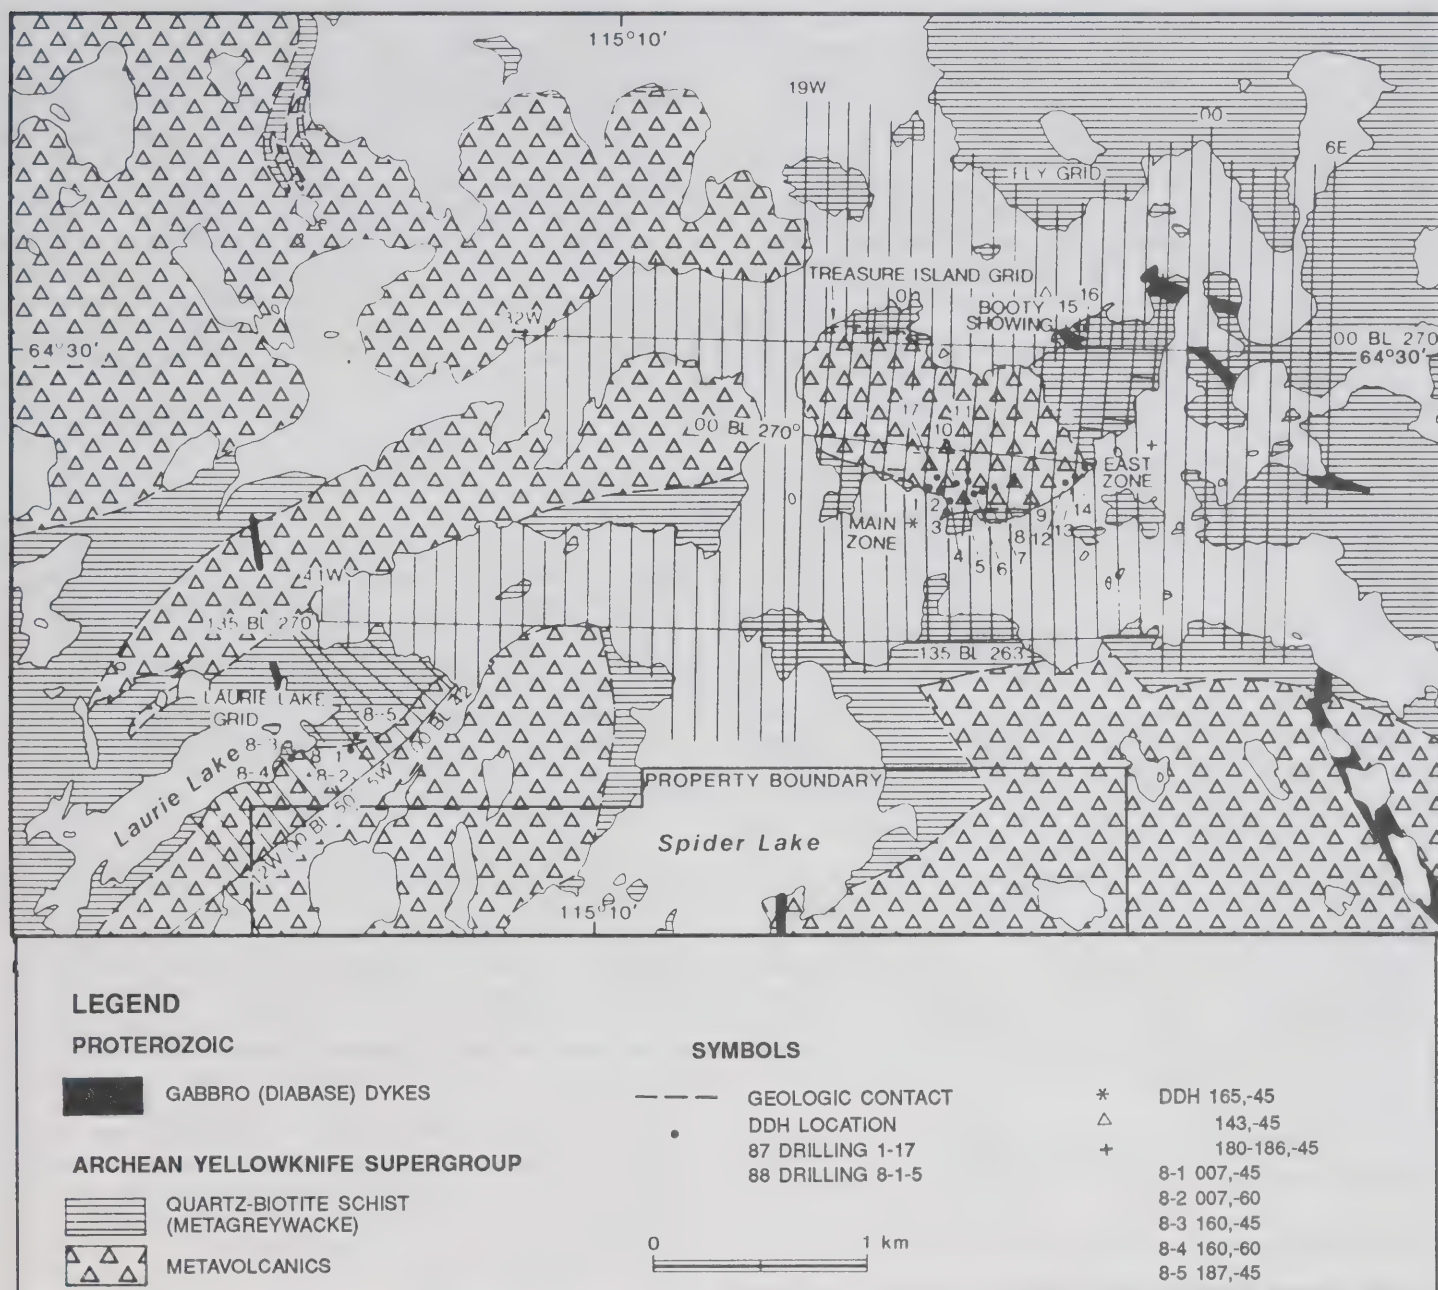 115°10'
19W
00
6E
FLY GRID
TREASURE ISLAND GRID
0
BOOTY 15 16
SHOWING
32W
64°30'
00 BL 270
64°30'
17 11
10
00 BL 270°
EAST
ZONE
MAIN
ZONE
1 2 3 4 5 6 7 8 9 12 13 14
41W
135 BL 270
135 BL 263
LAURIE LAKE
GRID
8-5
8-3 8-1
8-4 8-2
Laurie Lake
12W 00 BL
00 BL
PROPERTY BOUNDARY
Spider Lake
115°10'
LEGEND
PROTEROZOIC
GABBRO (DIABASE) DYKES
ARCHEAN YELLOWKNIFE SUPERGROUP
QUARTZ-BIOTITE SCHIST
(METAGREYWACKE)
METAVOLCANICS
SYMBOLS
GEOLOGIC CONTACT
DDH LOCATION
87 DRILLING 1-17
88 DRILLING 8-1-5
0 1 km
* DDH 165,-45
△ 143,-45
+ 180-186,-45
8-1 007,-45
8-2 007,-60
8-3 160,-45
8-4 160,-60
8-5 187,-45